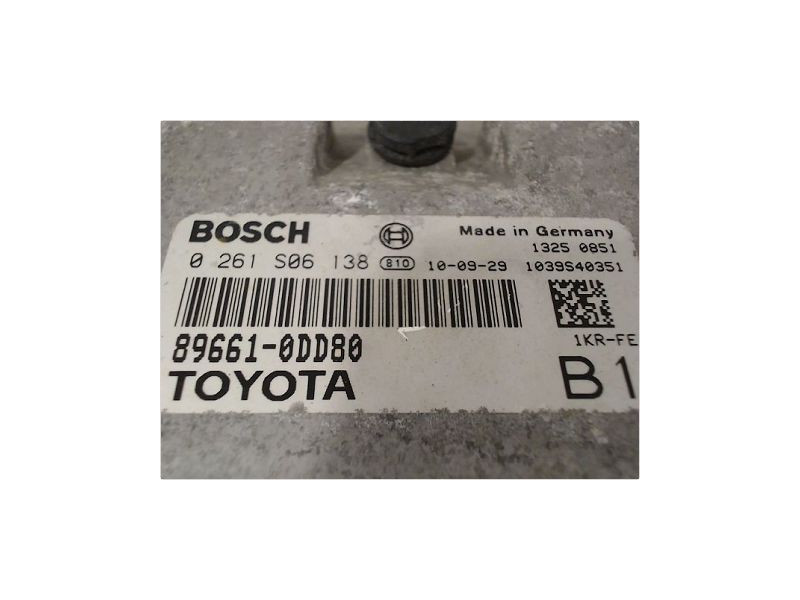 BOSCH Made in Germany
1325 0851
0 261 S06 138 810 10-09-29 1039S40351
89661-0DD80 1KR-FE
TOYOTA B1